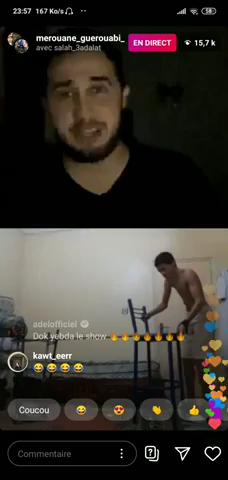 23:57 167 Ko/s ··
58
merouane_guerouabi_
avec salah_3adalat
EN DIRECT
15,7 k
adelofficiel
Dok yebda le show 🔥🔥🔥🔥🔥🔥🔥
kawt_eerr
😂😂😂😂
Coucou 😂 😍 👏 👍
Commentaire